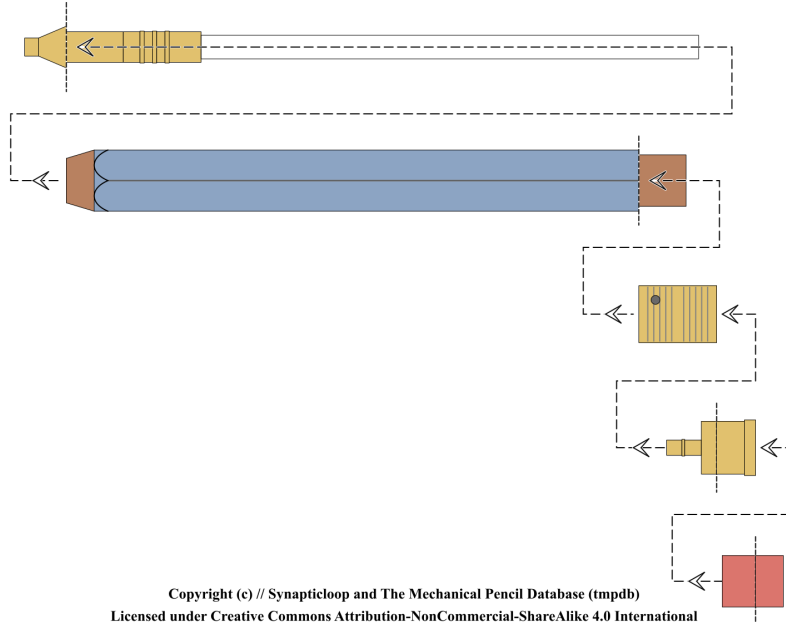 Copyright (c) // Synapticloop and The Mechanical Pencil Database (tmpdb)
Licensed under Creative Commons Attribution-NonCommercial-ShareAlike 4.0 International